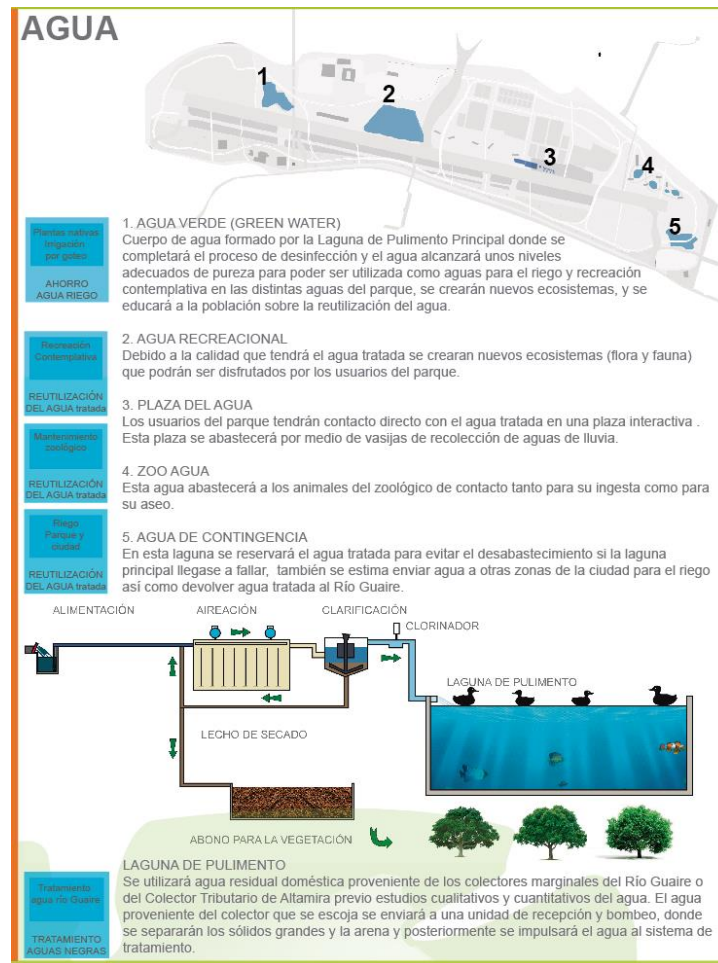 AGUA
1
2
3
4
5
Plantas nativas
Irrigación
por goteo
AHORRO
AGUA RIEGO
1. AGUA VERDE (GREEN WATER)
Cuerpo de agua formado por la Laguna de Pulimento Principal donde se
completará el proceso de desinfección y el agua alcanzará unos niveles
adecuados de pureza para poder ser utilizada como aguas para el riego y recreación
contemplativa en las distintas aguas del parque, se crearán nuevos ecosistemas, y se
educará a la población sobre la reutilización del agua.
Recreación
Contemplativa
REUTILIZACIÓN
DEL AGUA tratada
2. AGUA RECREACIONAL
Debido a la calidad que tendrá el agua tratada se crearan nuevos ecosistemas (flora y fauna)
que podrán ser disfrutados por los usuarios del parque.
3. PLAZA DEL AGUA
Los usuarios del parque tendrán contacto directo con el agua tratada en una plaza interactiva .
Esta plaza se abastecerá por medio de vasijas de recolección de aguas de lluvia.
Mantenimiento
zoológico
REUTILIZACIÓN
DEL AGUA tratada
4. ZOO AGUA
Esta agua abastecerá a los animales del zoológico de contacto tanto para su ingesta como para
su aseo.
Riego
Parque y
ciudad
REUTILIZACIÓN
DEL AGUA tratada
5. AGUA DE CONTINGENCIA
En esta laguna se reservará el agua tratada para evitar el desabastecimiento si la laguna
principal llegase a fallar, también se estima enviar agua a otras zonas de la ciudad para el riego
así como devolver agua tratada al Río Guaire.
ALIMENTACIÓN
AIREACIÓN
CLARIFICACIÓN
CLORINADOR
LAGUNA DE PULIMENTO
LECHO DE SECADO
ABONO PARA LA VEGETACIÓN
Tratamiento
agua río Guaire
TRATAMIENTO
AGUAS NEGRAS
LAGUNA DE PULIMENTO
Se utilizará agua residual doméstica proveniente de los colectores marginales del Río Guaire o
del Colector Tributario de Altamira previo estudios cualitativos y cuantitativos del agua. El agua
proveniente del colector que se escoja se enviará a una unidad de recepción y bombeo, donde
se separarán los sólidos grandes y la arena y posteriormente se impulsará el agua al sistema de
tratamiento.